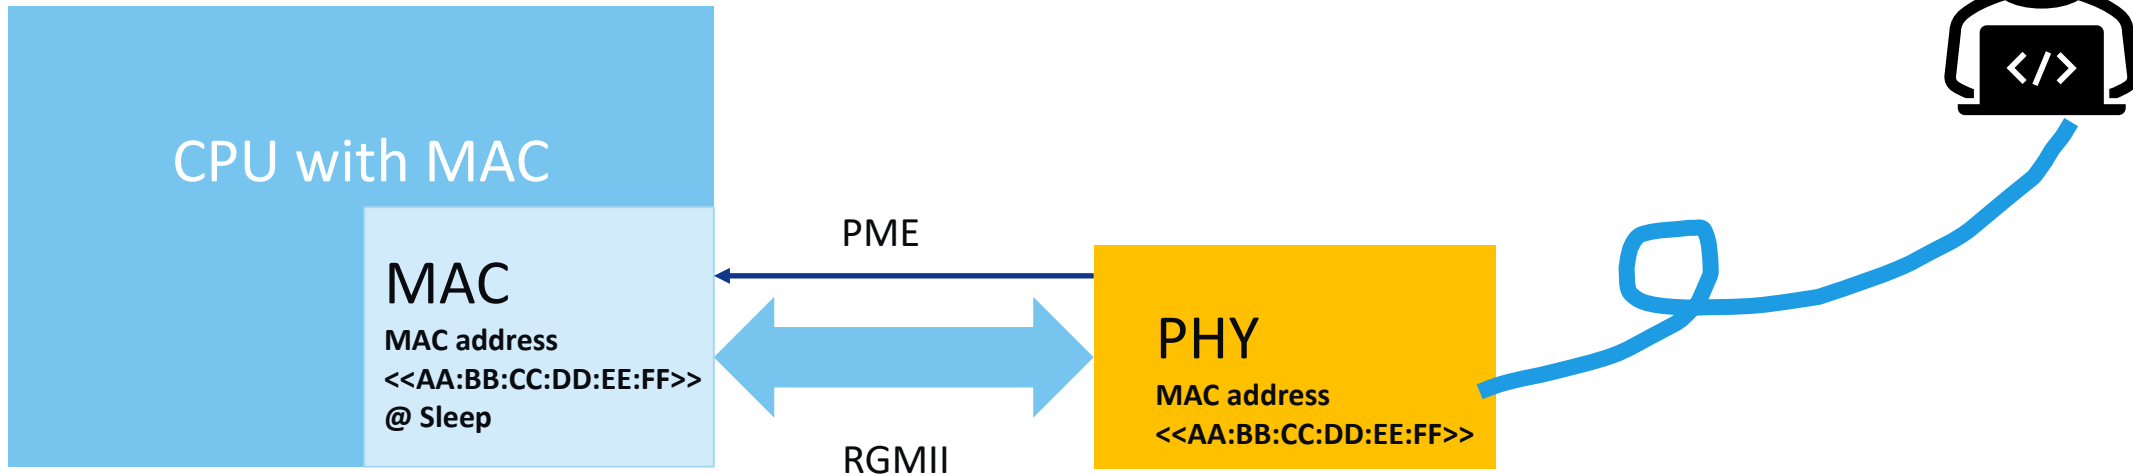 CPU with MAC
MAC
MAC address
<<AA:BB:CC:DD:EE:FF>>
@ Sleep
PME
RGMII
PHY
MAC address
<<AA:BB:CC:DD:EE:FF>>
</>